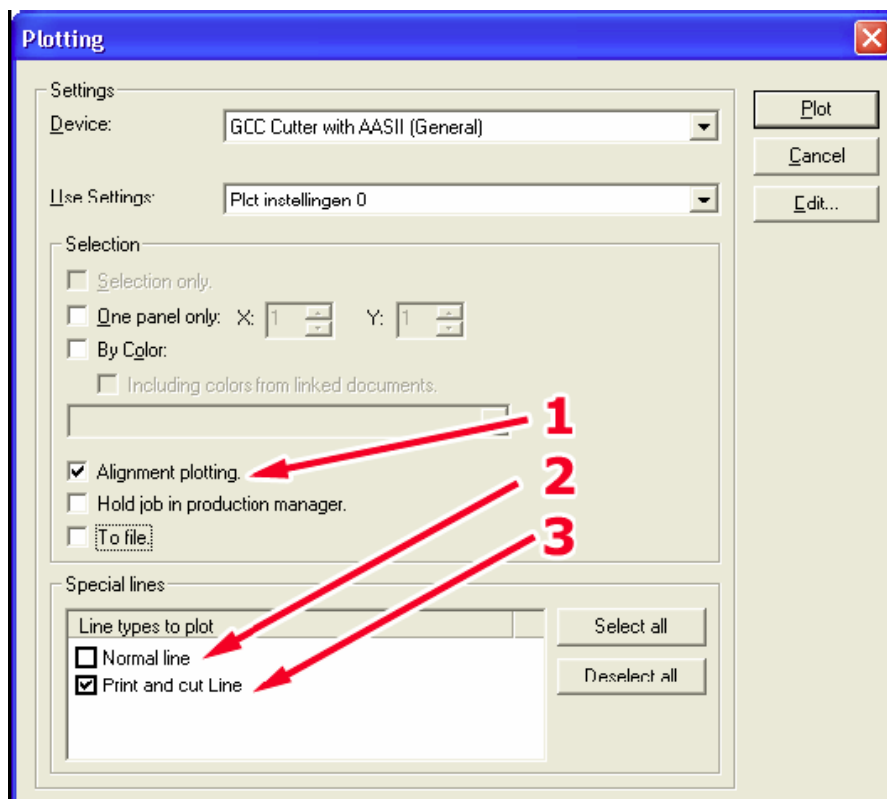 Plotting
Settings
Device:
GCC Cutter with AASII (General)
Plot
Cancel
Use Settings:
Plct instellingen 0
Edit...
Selection
Selection only.
One panel only: X: 1 Y: 1
By Color:
Including colors from linked documents.
1
Alignment plotting.
2
Hold job in production manager.
3
To file.
Special lines
Line types to plot
Select all
Normal line
Print and cut Line
Deselect all